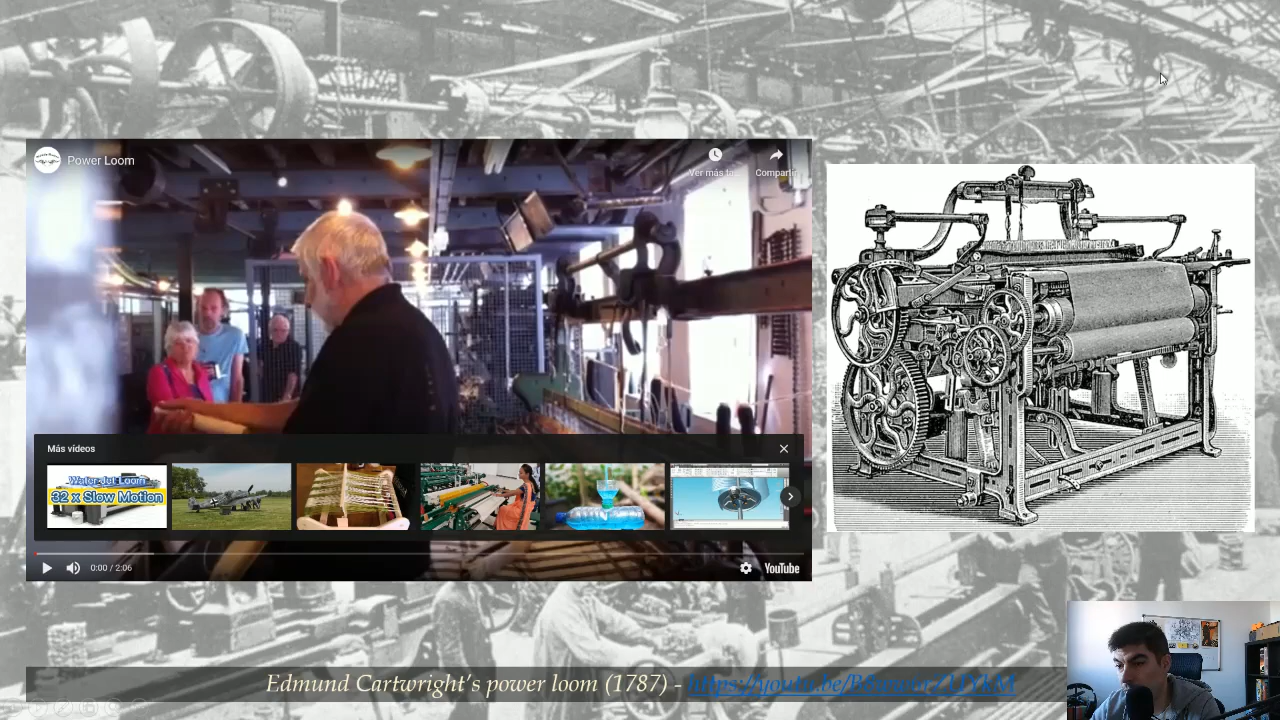 Power Loom
Ver más ta...
Compartir
Más vídeos
Water Jet Loom
32 x Slow Motion
0:00 / 2:06
YouTube
Edmund Cartwright's power loom (1787) -